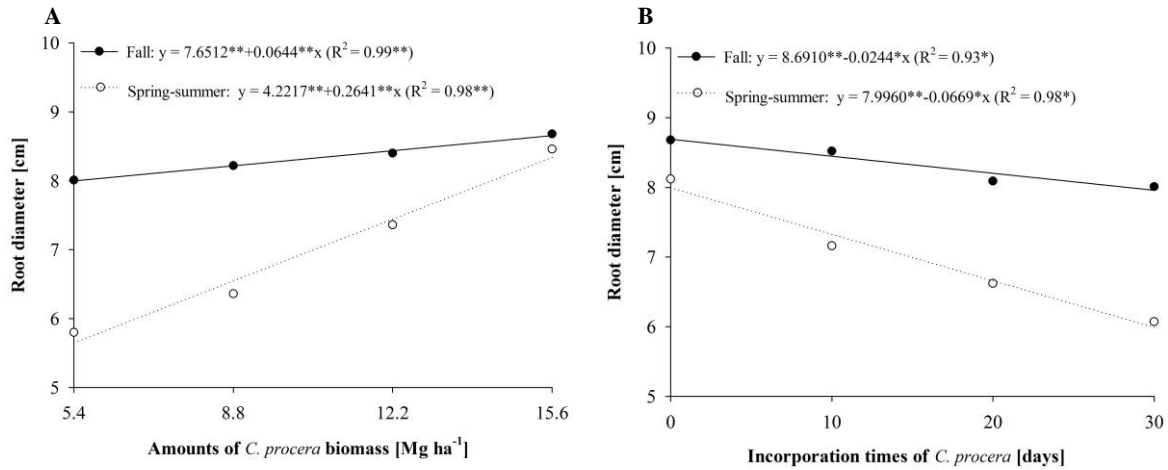 A
10
9
8
7
6
5
Root diameter [cm]
Fall: y = 7.6512**+0.0644**x (R² = 0.99**)
Spring-summer: y = 4.2217**+0.2641**x (R² = 0.98**)
5.4 8.8 12.2 15.6
Amounts of C. procera biomass [Mg ha⁻¹]
B
10
9
8
7
6
5
Root diameter [cm]
Fall: y = 8.6910**-0.0244*x (R² = 0.93*)
Spring-summer: y = 7.9960**-0.0669*x (R² = 0.98*)
0 10 20 30
Incorporation times of C. procera [days]